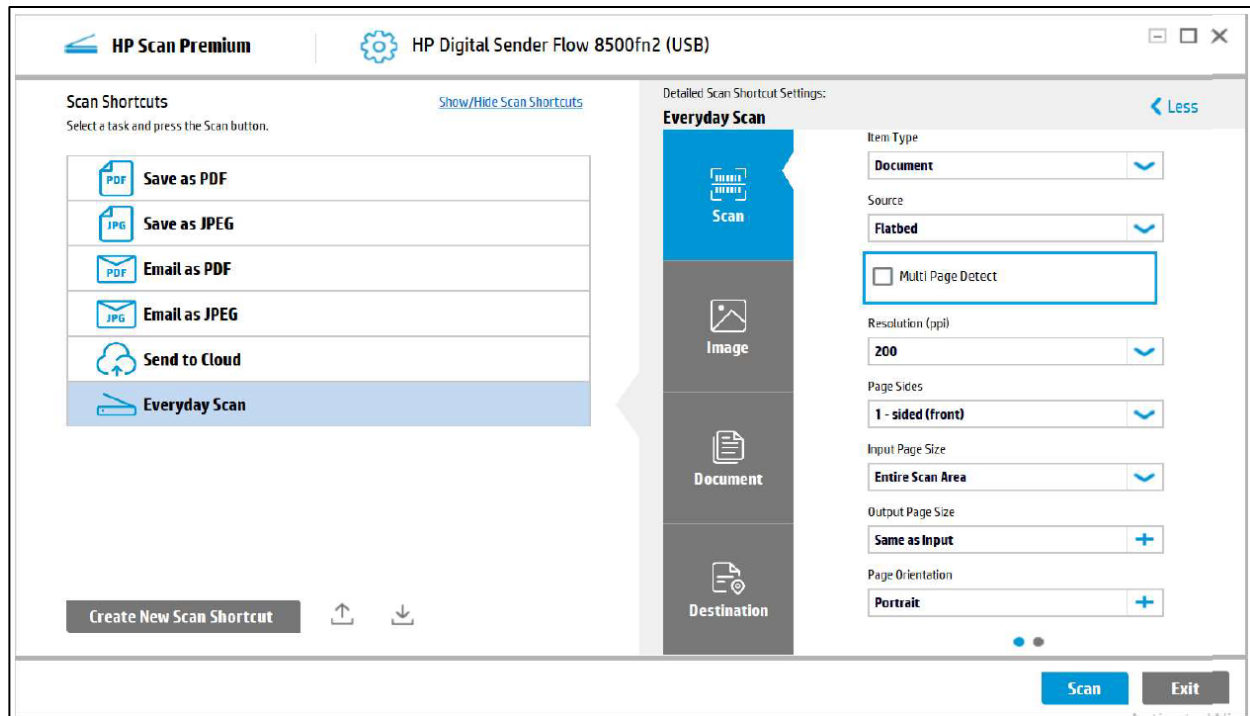 HP Scan Premium
HP Digital Sender Flow 8500fn2 (USB)
Scan Shortcuts
Show/Hide Scan Shortcuts
Select a task and press the Scan button.
PDF
Save as PDF
JPG
Save as JPEG
PDF
Email as PDF
JPG
Email as JPEG
Send to Cloud
Everyday Scan
Create New Scan Shortcut
Detailed Scan Shortcut Settings:
Everyday Scan
Less
Scan
Image
Document
Destination
Item Type
Document
Source
Flatbed
Multi Page Detect
Resolution (ppi)
200
Page Sides
1 - sided (front)
Input Page Size
Entire Scan Area
Output Page Size
Same as Input
Page Orientation
Portrait
Scan
Exit